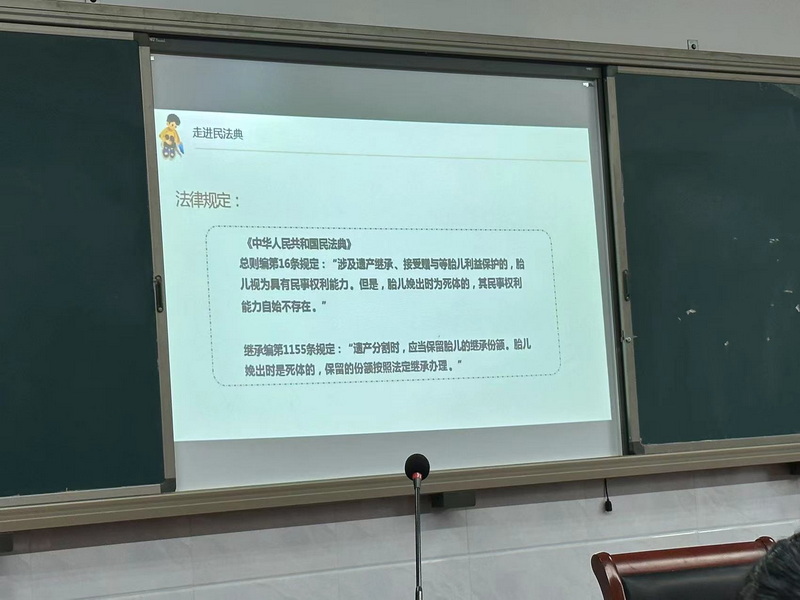 走进民法典
法律规定：
《中华人民共和国民法典》
总则编第16条规定：“涉及遗产继承、接受赠与等胎儿利益保护的，胎
儿视为具有民事权利能力。但是，胎儿娩出时为死体的，其民事权利
能力自始不存在。”
继承编第1155条规定：“遗产分割时，应当保留胎儿的继承份额。胎儿
娩出时是死体的，保留的份额按照法定继承办理。”